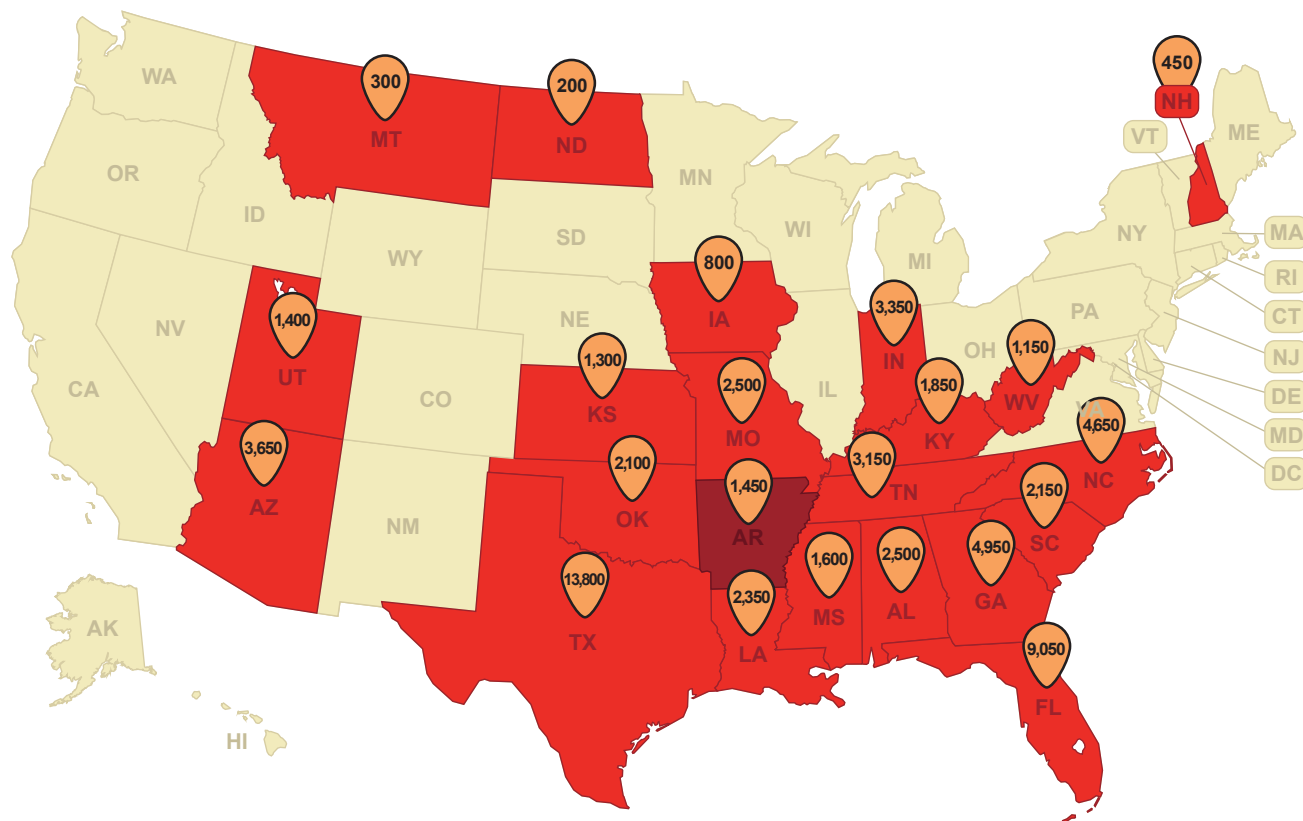 WA
OR
CA
NV
ID
300
MT
200
ND
MN
WY
SD
NE
WI
MI
450
NH
VT
ME
NY
MA
RI
CT
NJ
DE
MD
DC
PA
OH
IL
VA
1,400
UT
CO
800
IA
3,350
IN
1,150
WV
1,300
KS
2,500
MO
1,850
KY
4,650
NC
3,650
AZ
NM
2,100
OK
1,450
AR
3,150
TN
2,150
SC
13,800
TX
2,350
LA
1,600
MS
2,500
AL
4,950
GA
9,050
FL
AK
HI